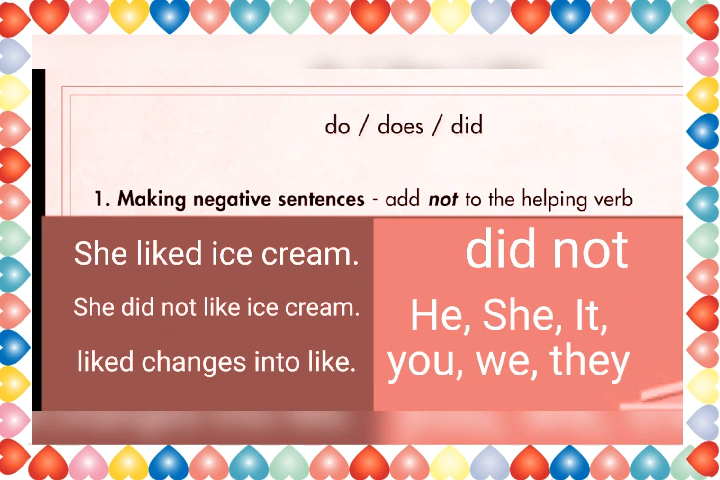 do / does / did
1. Making negative sentences - add not to the helping verb
She liked ice cream.
She did not like ice cream.
liked changes into like.
did not
He, She, It,
you, we, they